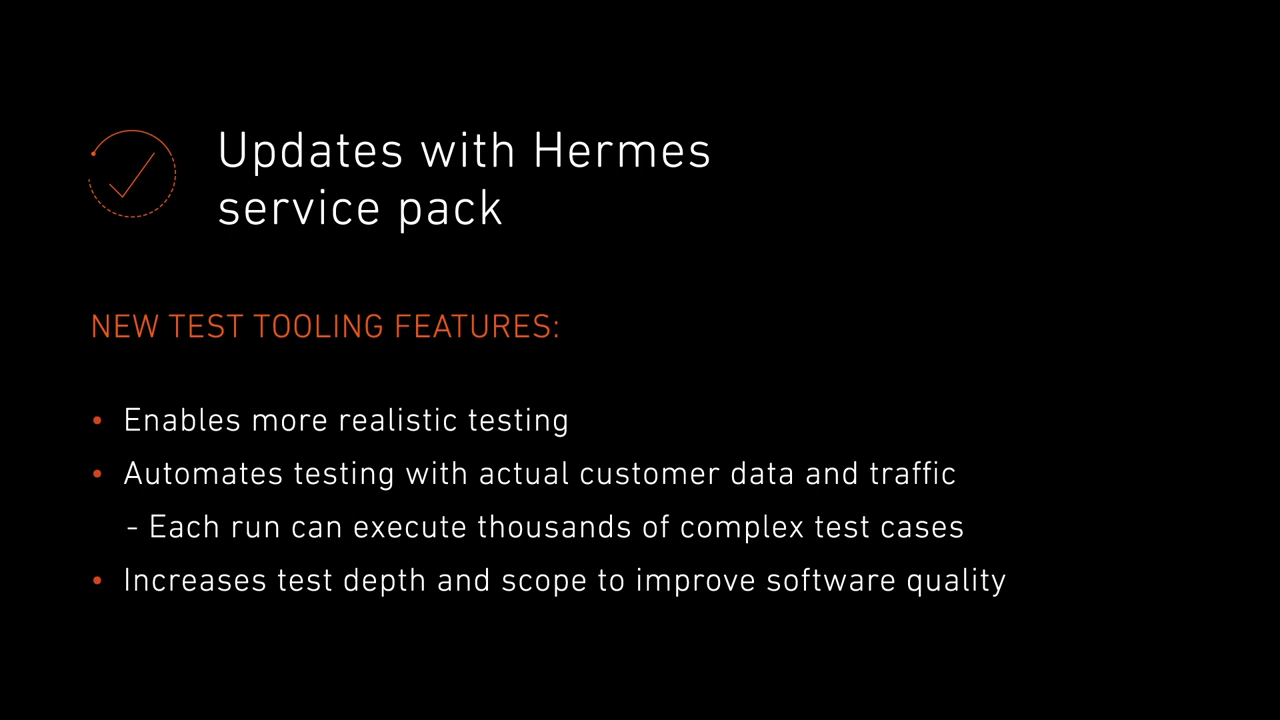 Updates with Hermes
service pack
NEW TEST TOOLING FEATURES:
• Enables more realistic testing
• Automates testing with actual customer data and traffic
- Each run can execute thousands of complex test cases
• Increases test depth and scope to improve software quality